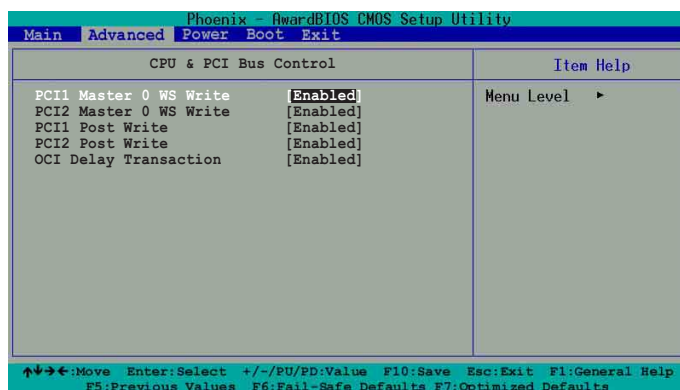 Phoenix - AwardBIOS CMOS Setup Utility
Main Advanced Power Boot Exit
CPU & PCI Bus Control
Item Help
PCI1 Master 0 WS Write [Enabled]
PCI2 Master 0 WS Write [Enabled]
PCI1 Post Write [Enabled]
PCI2 Post Write [Enabled]
OCI Delay Transaction [Enabled]
Menu Level ►
↑↓→←:Move Enter:Select +/-/PU/PD:Value F10:Save Esc:Exit F1:General Help
F5:Previous Values F6:Fail-Safe Defaults F7:Optimized Defaults